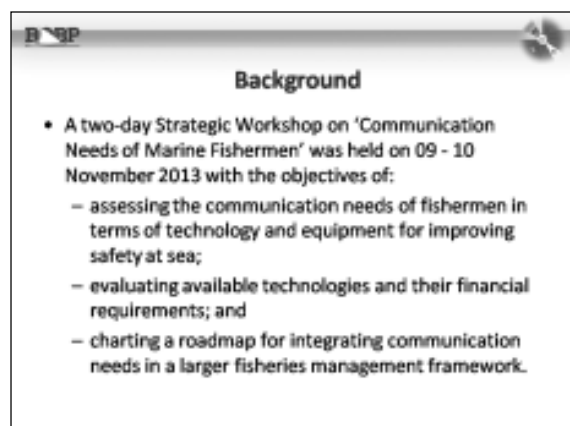 BOBP
Background
• A two-day Strategic Workshop on ‘Communication
Needs of Marine Fishermen’ was held on 09 - 10
November 2013 with the objectives of:
– assessing the communication needs of fishermen in
terms of technology and equipment for improving
safety at sea;
– evaluating available technologies and their financial
requirements; and
– charting a roadmap for integrating communication
needs in a larger fisheries management framework.